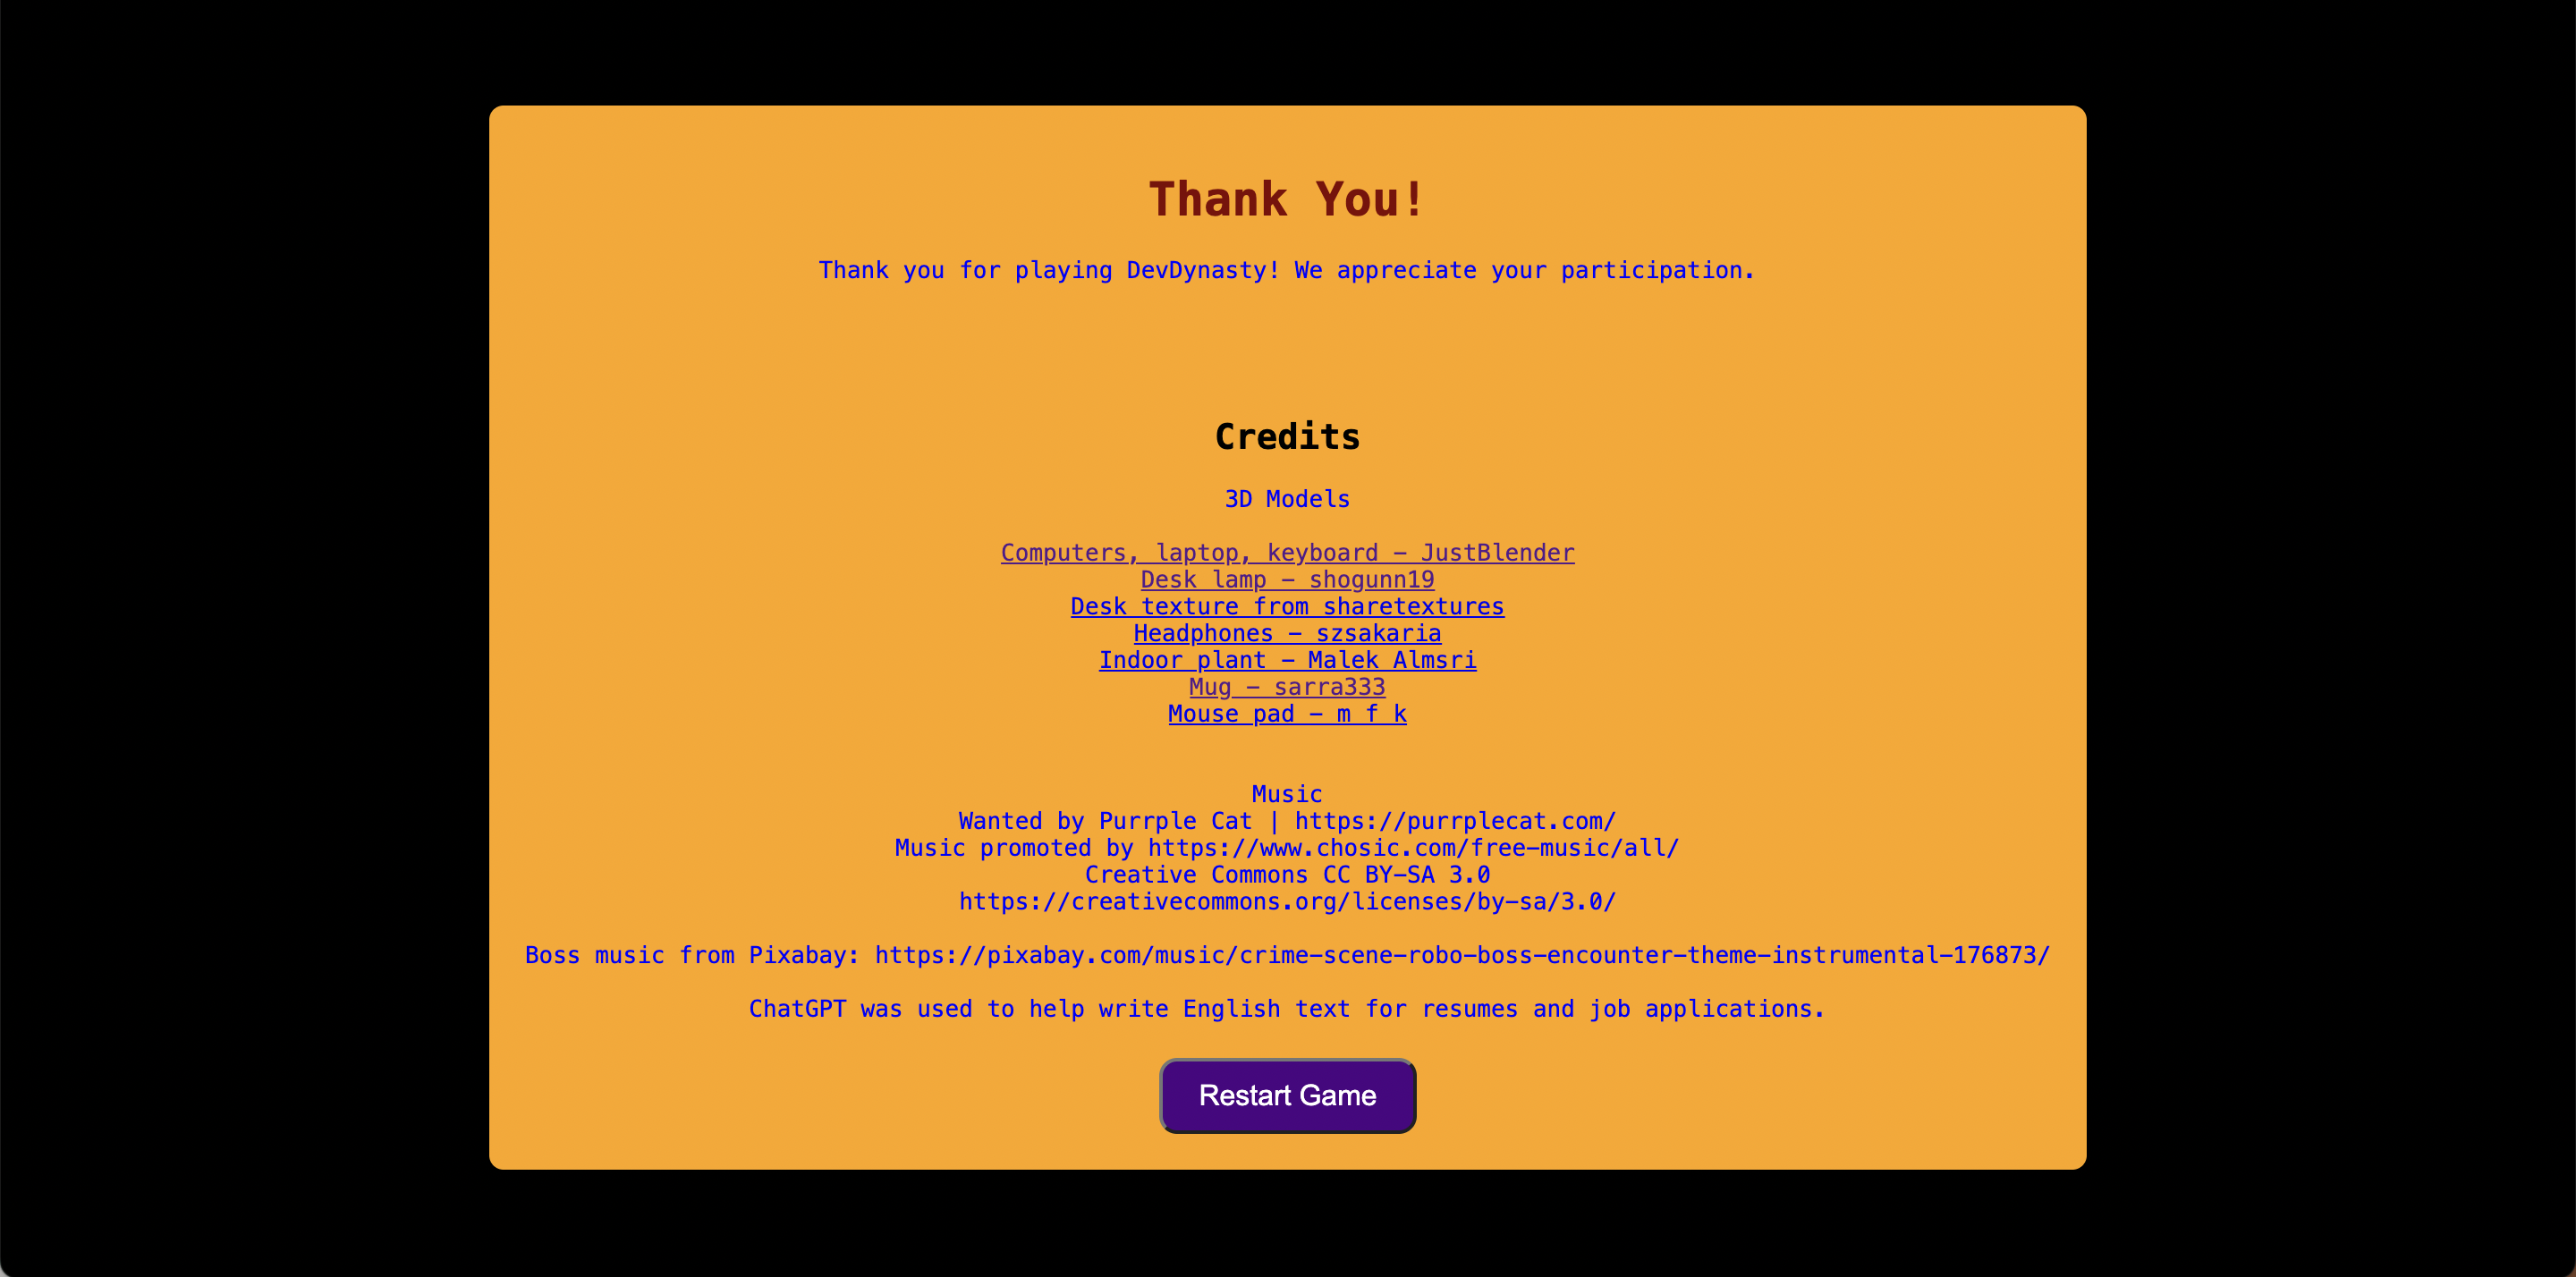 Thank You!
Thank you for playing DevDynasty! We appreciate your participation.
Credits
3D Models
Computers, laptop, keyboard - JustBlender
Desk lamp - shogunn19
Desk texture from sharetextures
Headphones - szsakaria
Indoor plant - Malek Almsri
Mug - sarra333
Mouse pad - m f k
Music
Wanted by Purrple Cat | https://purrplecat.com/
Music promoted by https://www.chosic.com/free-music/all/
Creative Commons CC BY-SA 3.0
https://creativecommons.org/licenses/by-sa/3.0/
Boss music from Pixabay: https://pixabay.com/music/crime-scene-robo-boss-encounter-theme-instrumental-176873/
ChatGPT was used to help write English text for resumes and job applications.
Restart Game